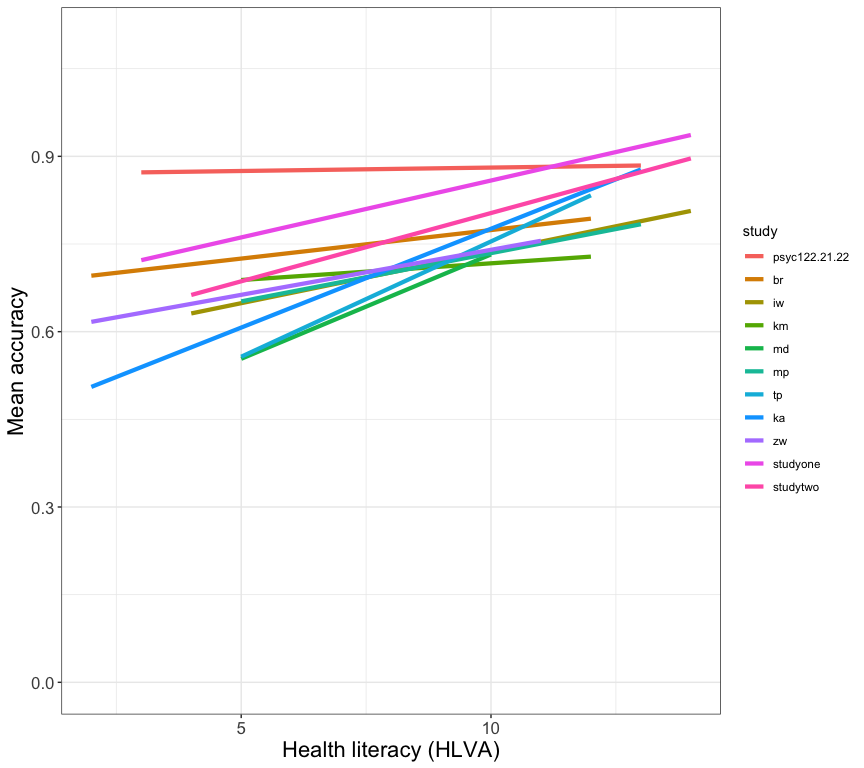 Mean accuracy
0.9
0.6
0.3
0.0
5
10
Health literacy (HLVA)
study
psyc122.21.22
br
iw
km
md
mp
tp
ka
zw
studyone
studytwo